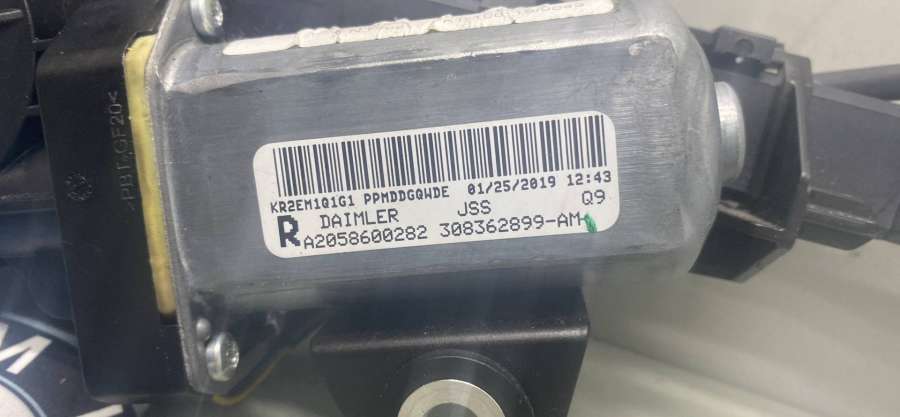 KR2EM1Q1G1 PPMDDGQWDE 01/25/2019 12:43
R DAIMLER JSS Q9
A2058600282 308362899-AM